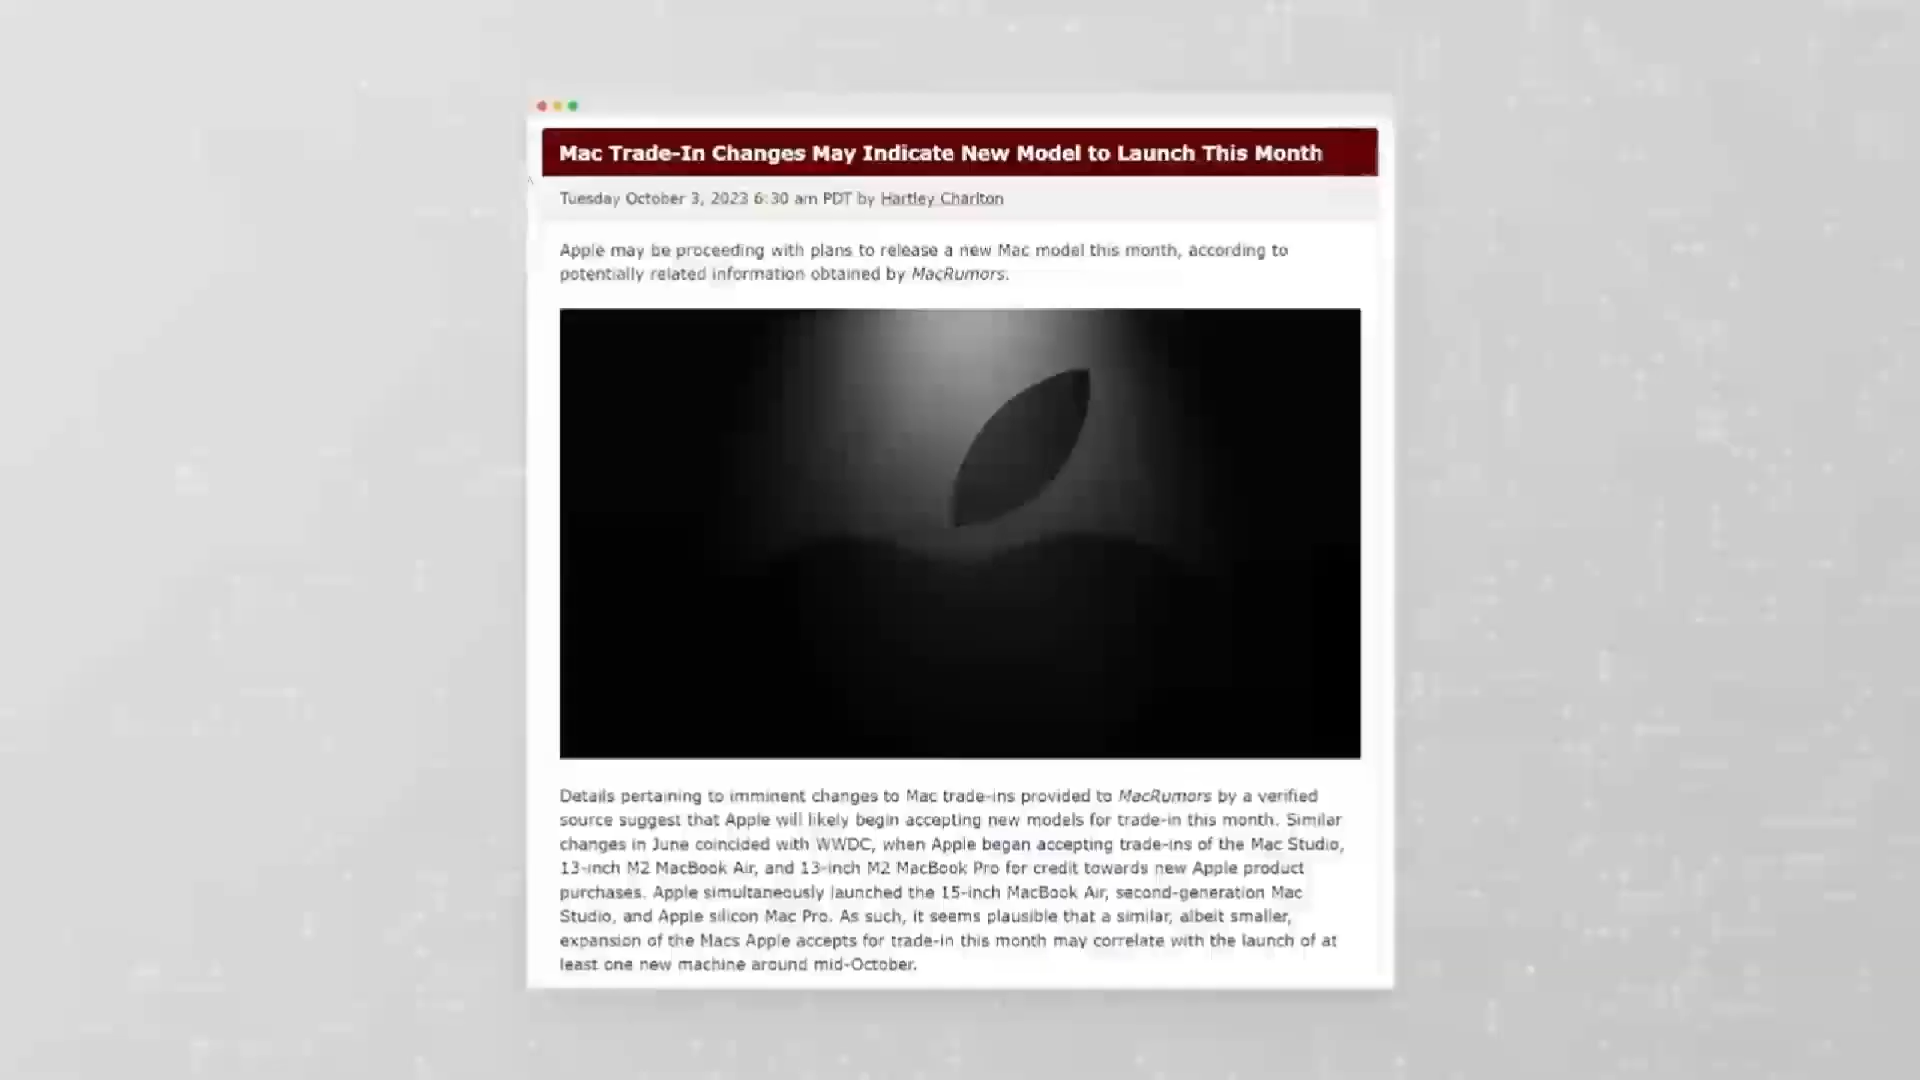 Mac Trade-In Changes May Indicate New Model to Launch This Month
Tuesday October 3, 2023 6:30 am PDT by Hartley Charlton
Apple may be proceeding with plans to release a new Mac model this month, according to
potentially related information obtained by MacRumors.
Details pertaining to imminent changes to Mac trade-ins provided to MacRumors by a verified
source suggest that Apple will likely begin accepting new models for trade-in this month. Similar
changes in June coincided with WWDC, when Apple began accepting trade-ins of the Mac Studio,
13-inch M2 MacBook Air, and 13-inch M2 MacBook Pro for credit towards new Apple product
purchases. Apple simultaneously launched the 15-inch MacBook Air, second-generation Mac
Studio, and Apple silicon Mac Pro. As such, it seems plausible that a similar, albeit smaller,
expansion of the Macs Apple accepts for trade-in this month may correlate with the launch of at
least one new machine around mid-October.